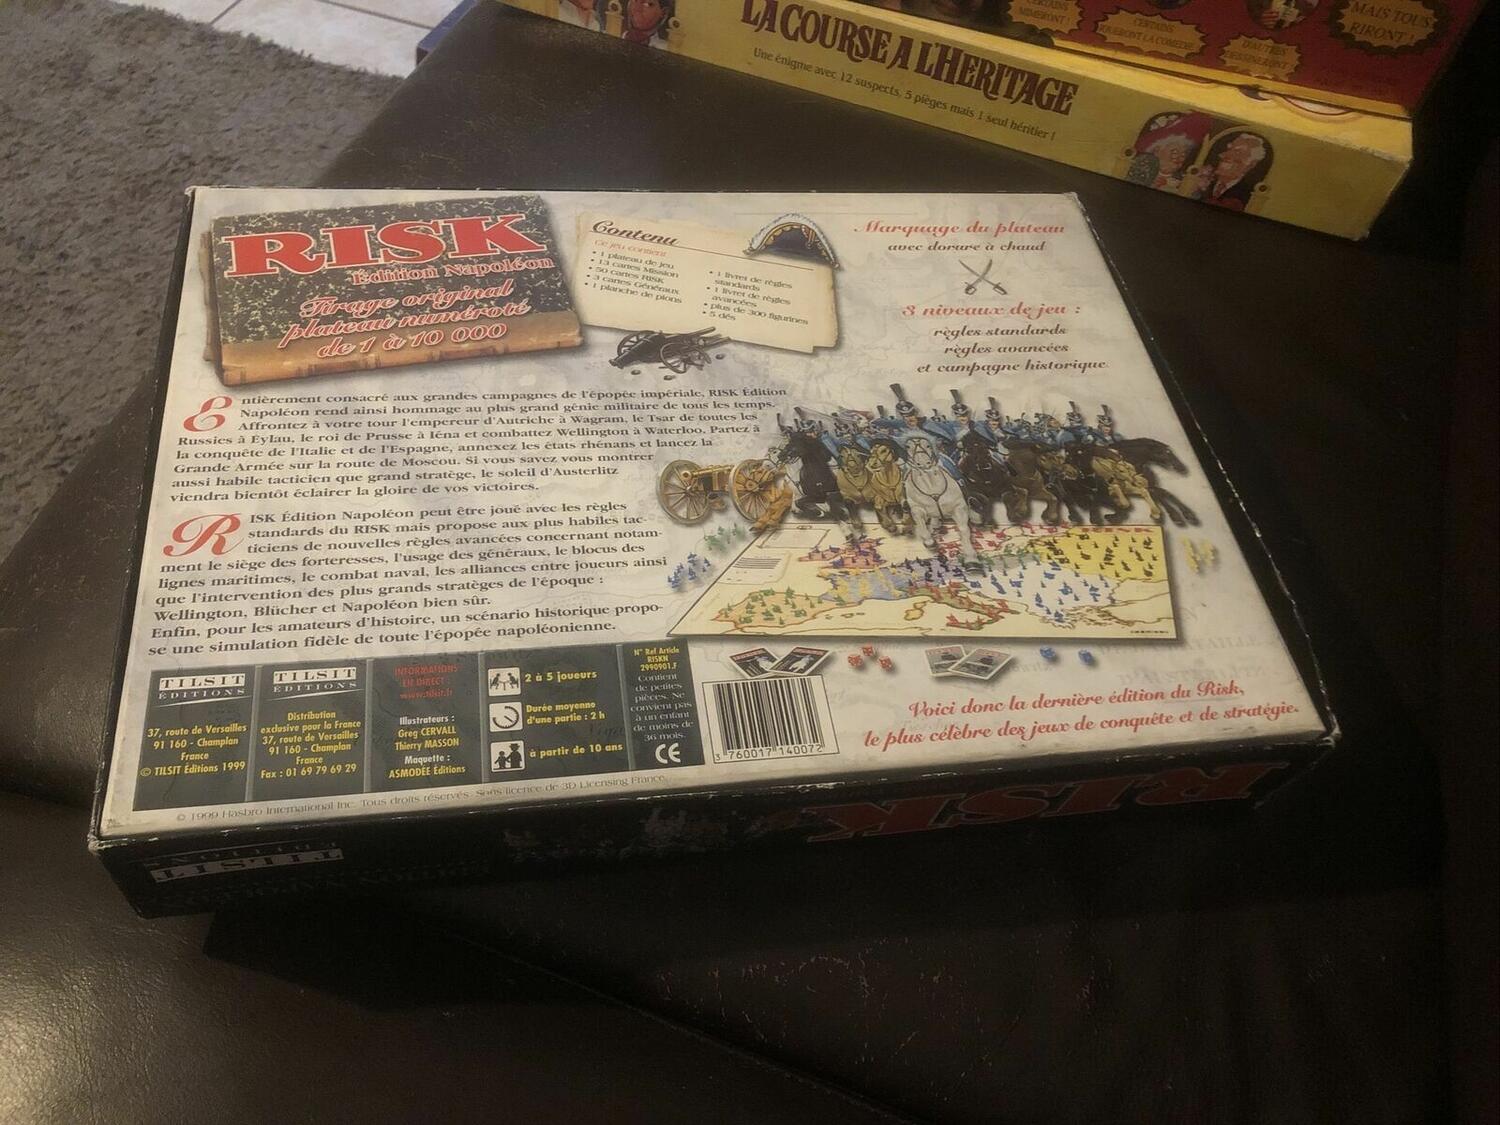 LA COURSE A L'HERITAGE
Une énigme avec 12 suspects, 5 pièges mais 1 seul héritier !
CERTAINS
MIMERONT !
CERTAINS
JOUERONT LA COMEDIE
D'AUTRES
DESSINERONT
MAIS TOUS
RIRONT !
RISK
Édition Napoléon
Tirage original
plateau numéroté
de 1 à 10 000
Contenu
Ce jeu contient
• 1 plateau de jeu
• 13 cartes Mission
• 50 cartes RISK
• 3 cartes Généraux
• 1 planche de pions
• 1 livret de règles
standards
• 1 livret de règles
avancées
• plus de 300 figurines
• 5 dés
Marquage du plateau
avec dorure à chaud
3 niveaux de jeu :
règles standards
règles avancées
et campagne historique.
Entièrement consacré aux grandes campagnes de l'épopée impériale, RISK Édition
Napoléon rend ainsi hommage au plus grand génie militaire de tous les temps.
Affrontez à votre tour l'empereur d'Autriche à Wagram, le Tsar de toutes les
Russies à Eylau, le roi de Prusse à Iéna et combattez Wellington à Waterloo. Partez à
la conquête de l'Italie et de l'Espagne, annexez les états rhénans et lancez la
Grande Armée sur la route de Moscou. Si vous savez vous montrer
aussi habile tacticien que grand stratège, le soleil d'Austerlitz
viendra bientôt éclairer la gloire de vos victoires.
RISK Édition Napoléon peut être joué avec les règles
standards du RISK mais propose aux plus habiles tac-
ticiens de nouvelles règles avancées concernant notam-
ment le siège des forteresses, l'usage des généraux, le blocus des
lignes maritimes, le combat naval, les alliances entre joueurs ainsi
que l'intervention des plus grands stratèges de l'époque :
Wellington, Blücher et Napoléon bien sûr.
Enfin, pour les amateurs d'histoire, un scénario historique propo-
se une simulation fidèle de toute l'épopée napoléonienne.
RISK
TILSIT
ÉDITIONS
37, route de Versailles
91 160 - Champlan
France
© TILSIT Éditions 1999
TILSIT
ÉDITIONS
Distribution
exclusive pour la France
37, route de Versailles
91 160 - Champlan
France
Fax : 01 69 79 69 29
INFORMATIONS
EN DIRECT :
www.tilsit.fr
Illustrateurs :
Greg CERVALL
Thierry MASSON
Maquette :
ASMODÉE Éditions
2 à 5 joueurs
Durée moyenne
d'une partie : 2 h
à partir de 10 ans
N° Ref Article
RISKN
2990901.F
Contient
de petites
pièces. Ne
convient pas
à un enfant
de moins de
36 mois.
CE
3 760017 140072
Voici donc la dernière édition du Risk,
le plus célèbre des jeux de conquête et de stratégie.
© 1999 Hasbro International Inc. Tous droits réservés. Sous licence de 3D Licensing France.
TILSIT
ÉDITIONS
ÉDITION NAPOLÉON
RISK